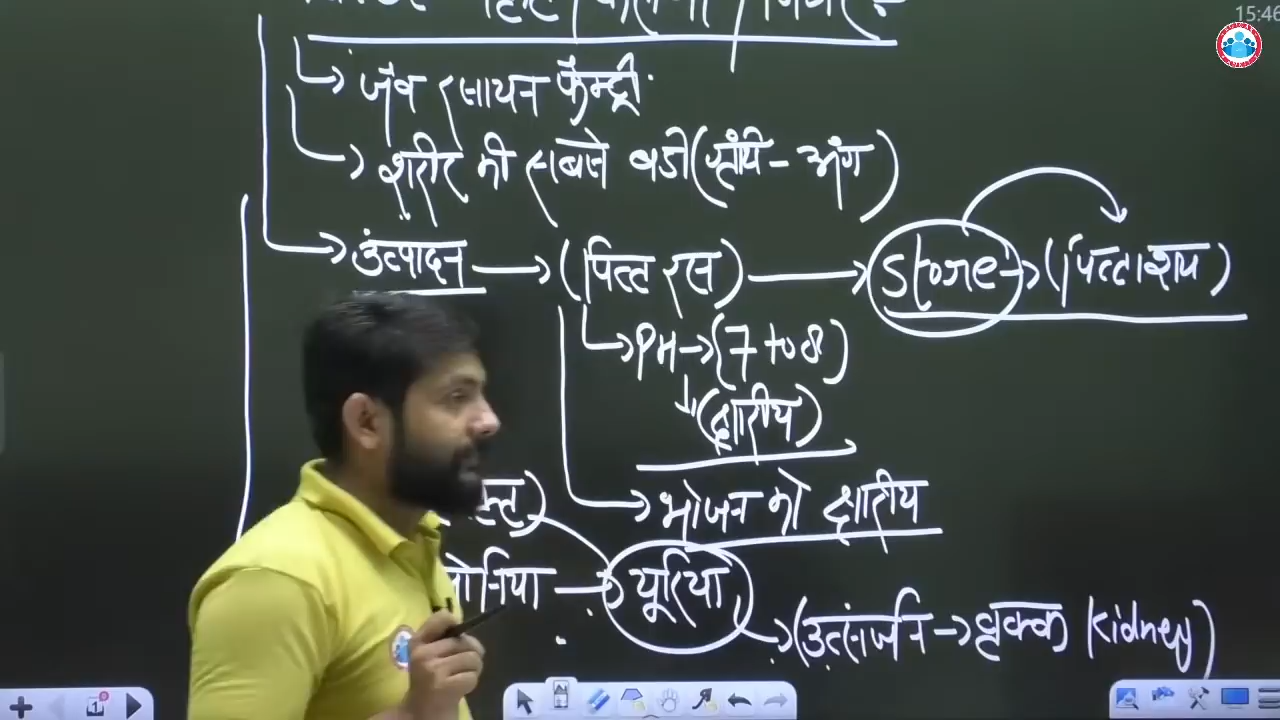 15:46
→ जैव रसायन फैक्ट्री
→ शरीर की सबसे बडी (ग्रंथि - अंग)
→ उत्पादन → (पित्त रस) → Store → (पित्ताशय)
→ PH → (7 to 8)
↓ (क्षारीय)
→ भोजन को क्षारीय
→ यूरिया
→ (उत्सर्जन → वृक्क Kidney)